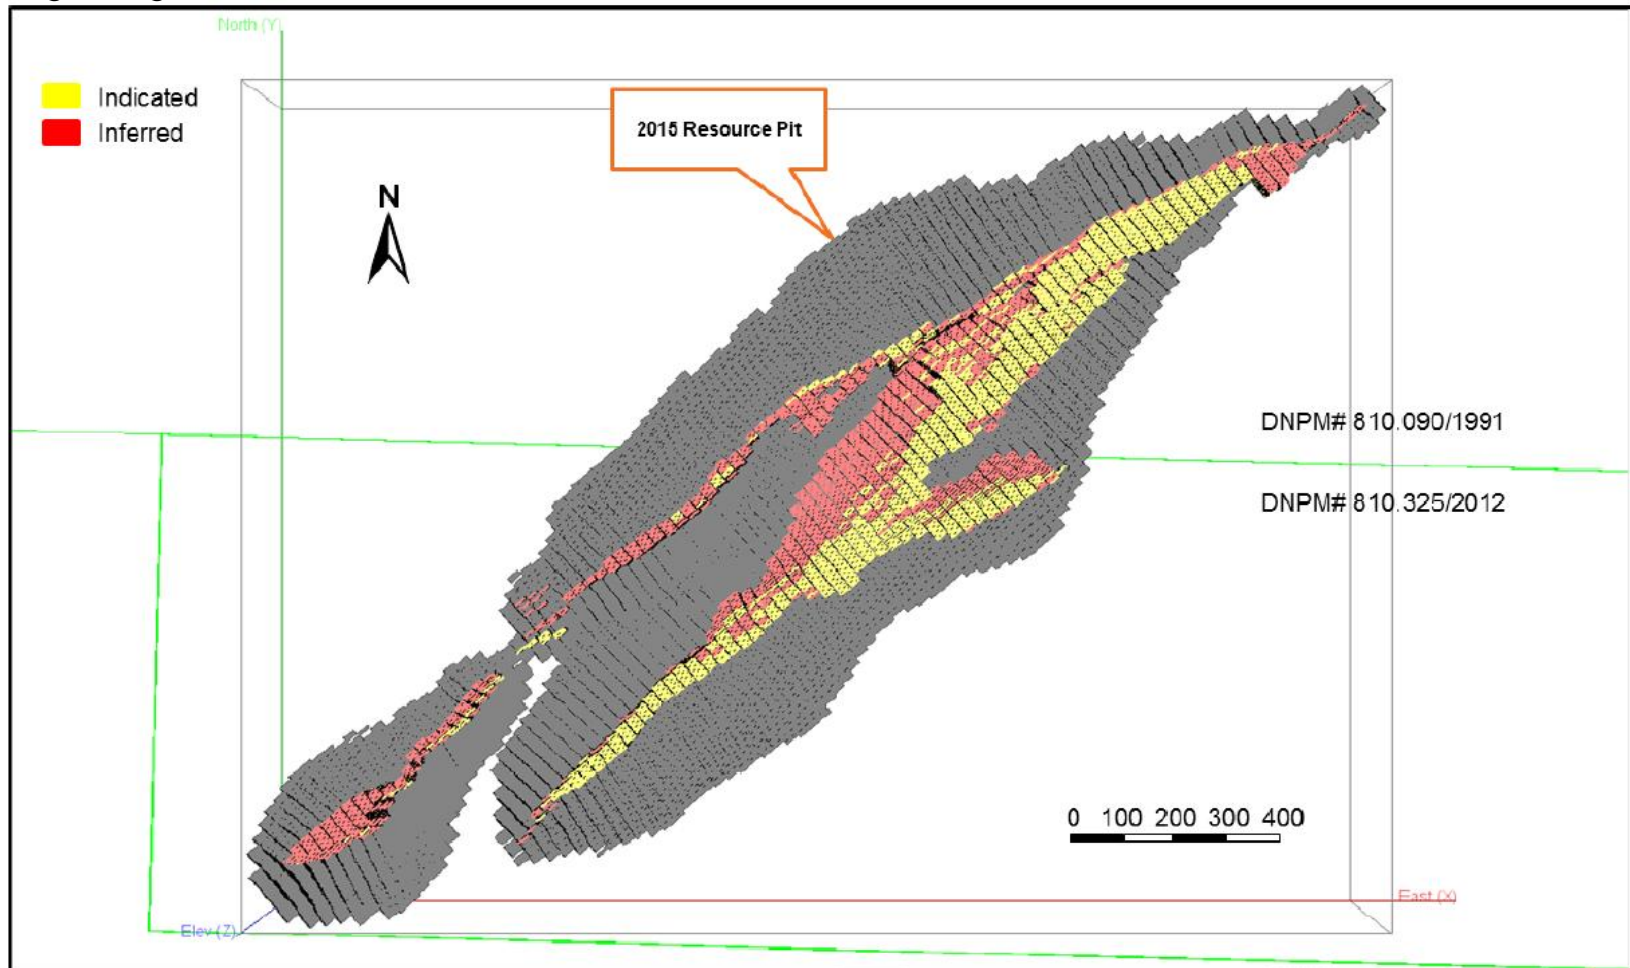 North (Y)
Indicated
Inferred
2015 Resource Pit
N
DNPM# 810.090/1991
DNPM# 810.325/2012
0 100 200 300 400
East (X)
Elev (Z)